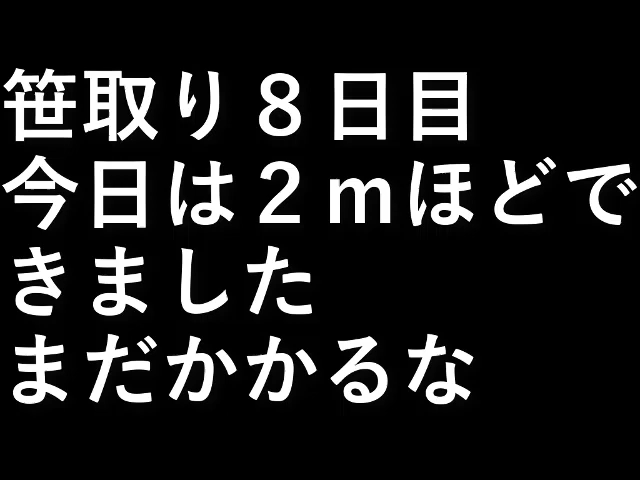 笹取り８日目
今日は２ｍほどで
きました
まだかかるな